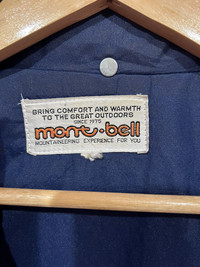 BRING COMFORT AND WARMTH
TO THE GREAT OUTDOORS
SINCE 1975
mont•bell
MOUNTAINEERING EXPERIENCE FOR YOU